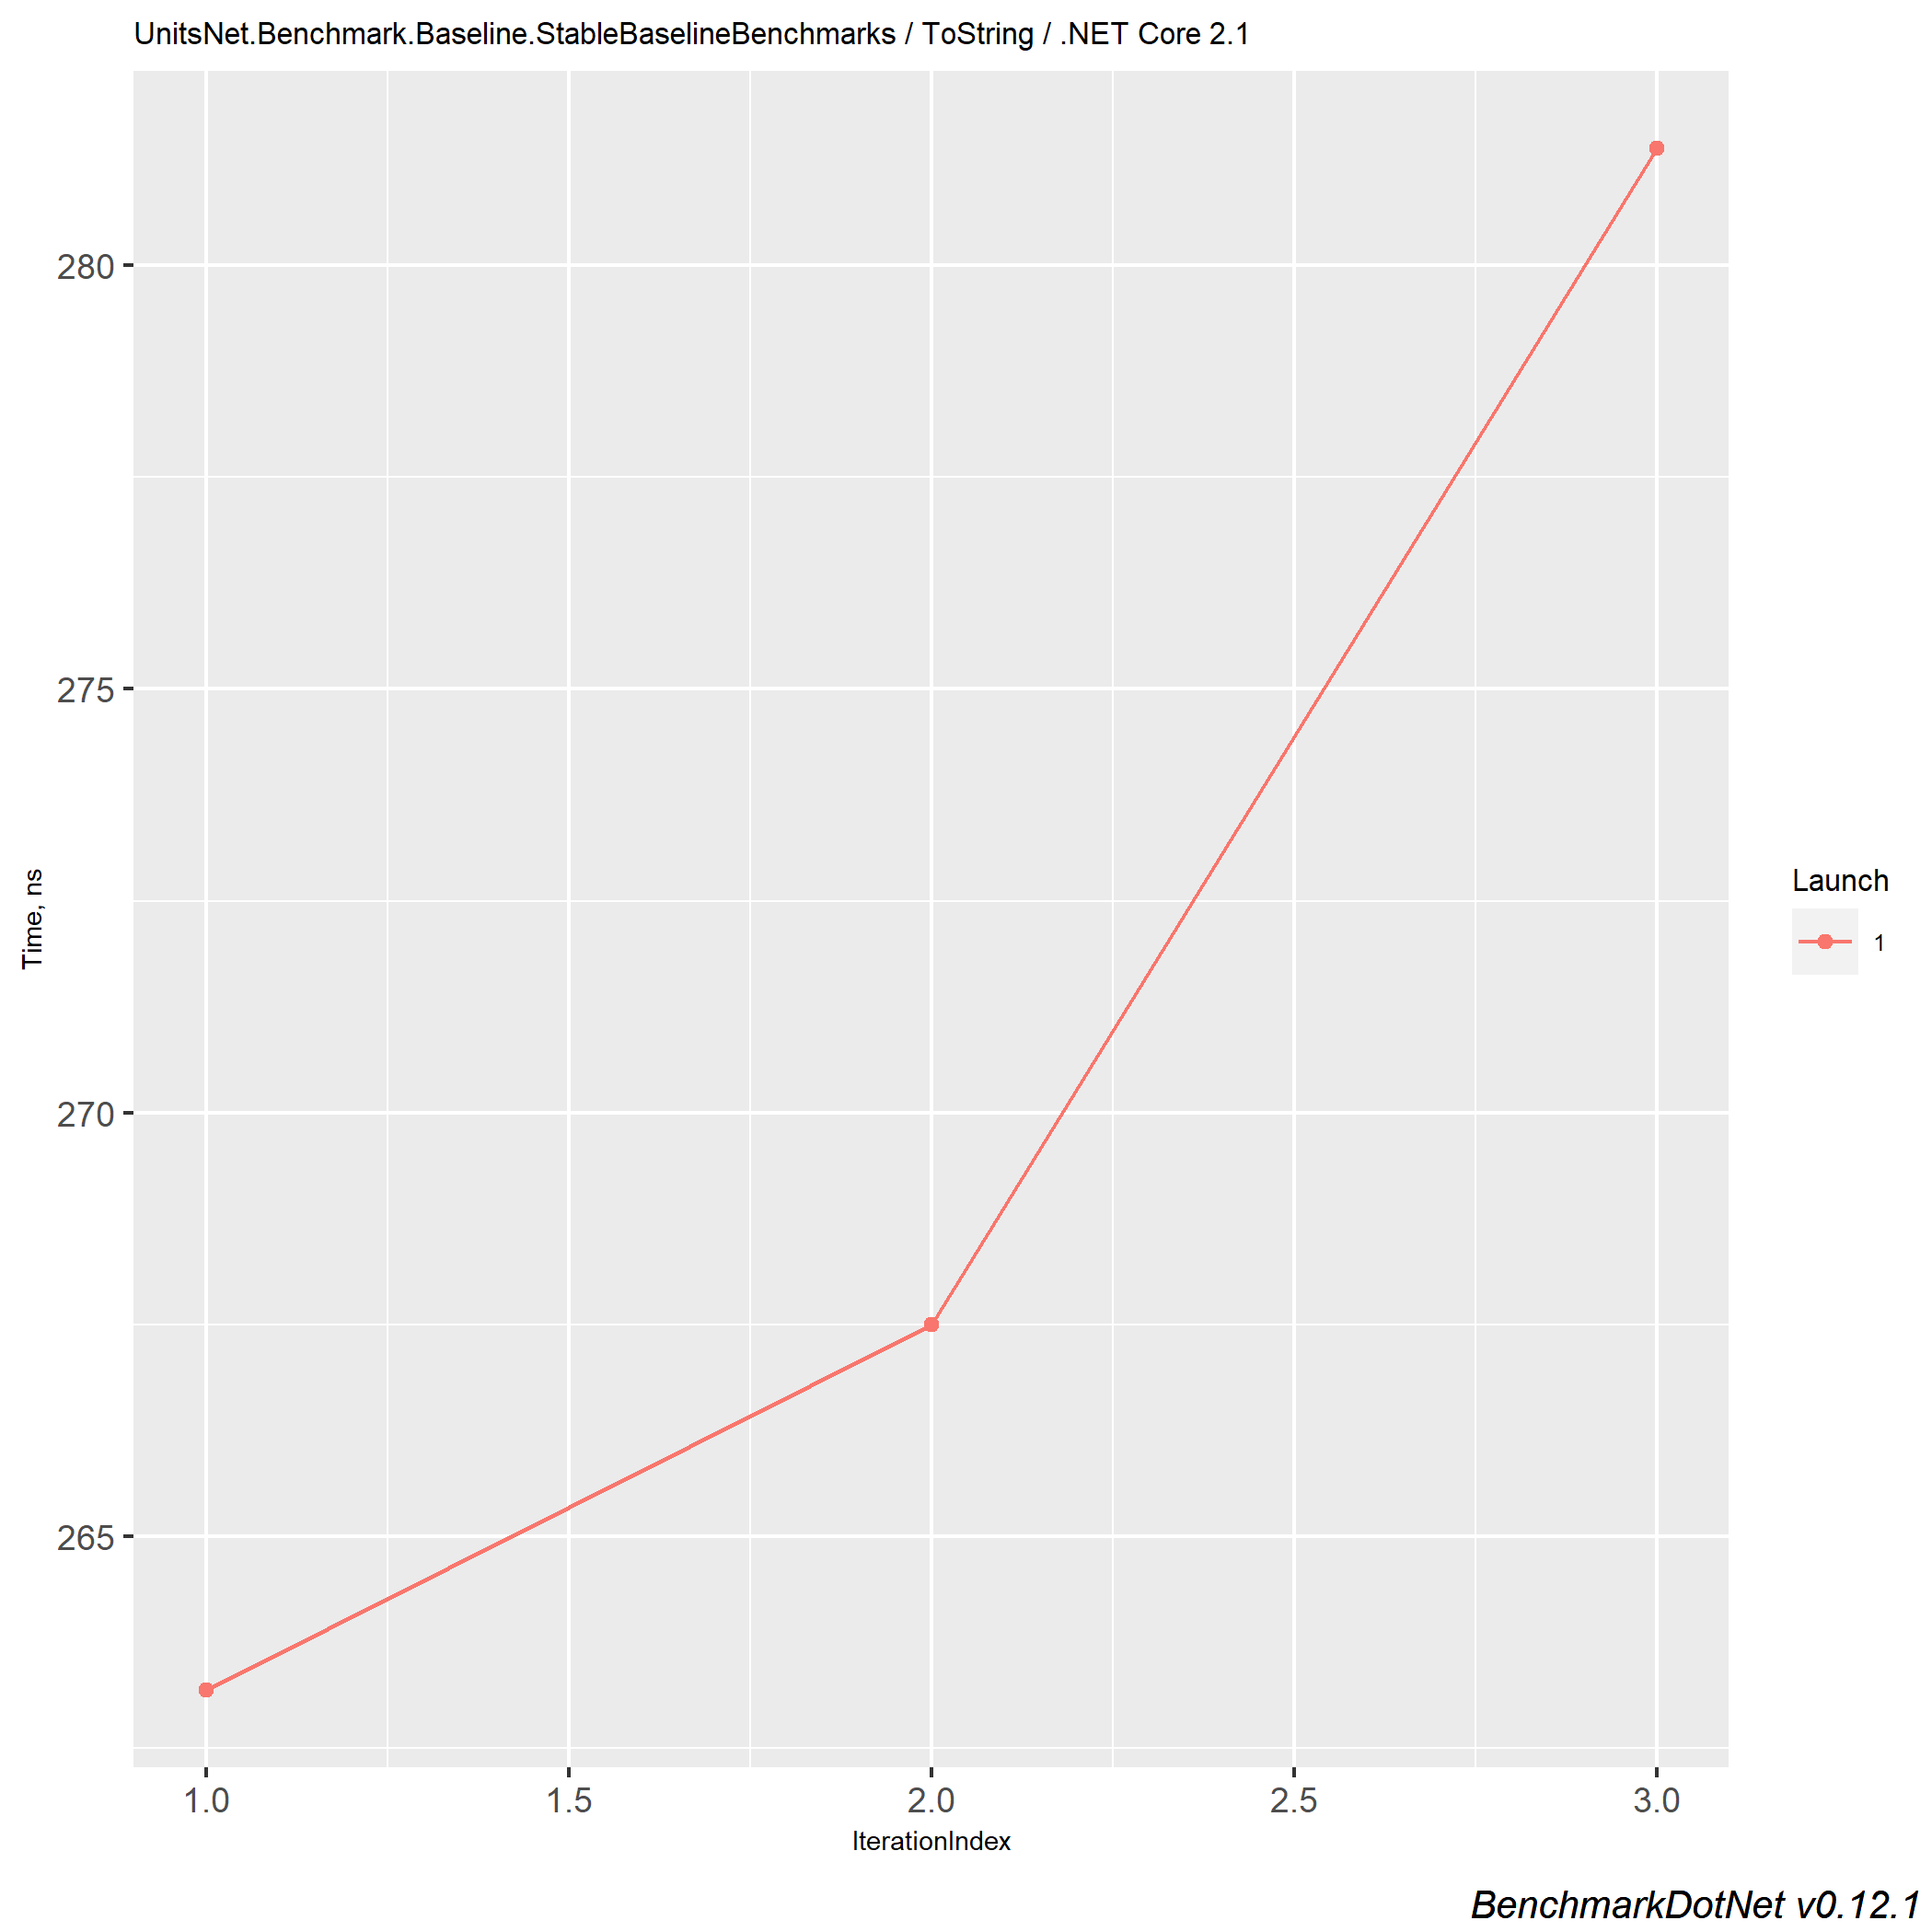 UnitsNet.Benchmark.Baseline.StableBaselineBenchmarks / ToString / .NET Core 2.1
280
275
270
265
Time, ns
1.0 1.5 2.0 2.5 3.0
IterationIndex
Launch
1
BenchmarkDotNet v0.12.1